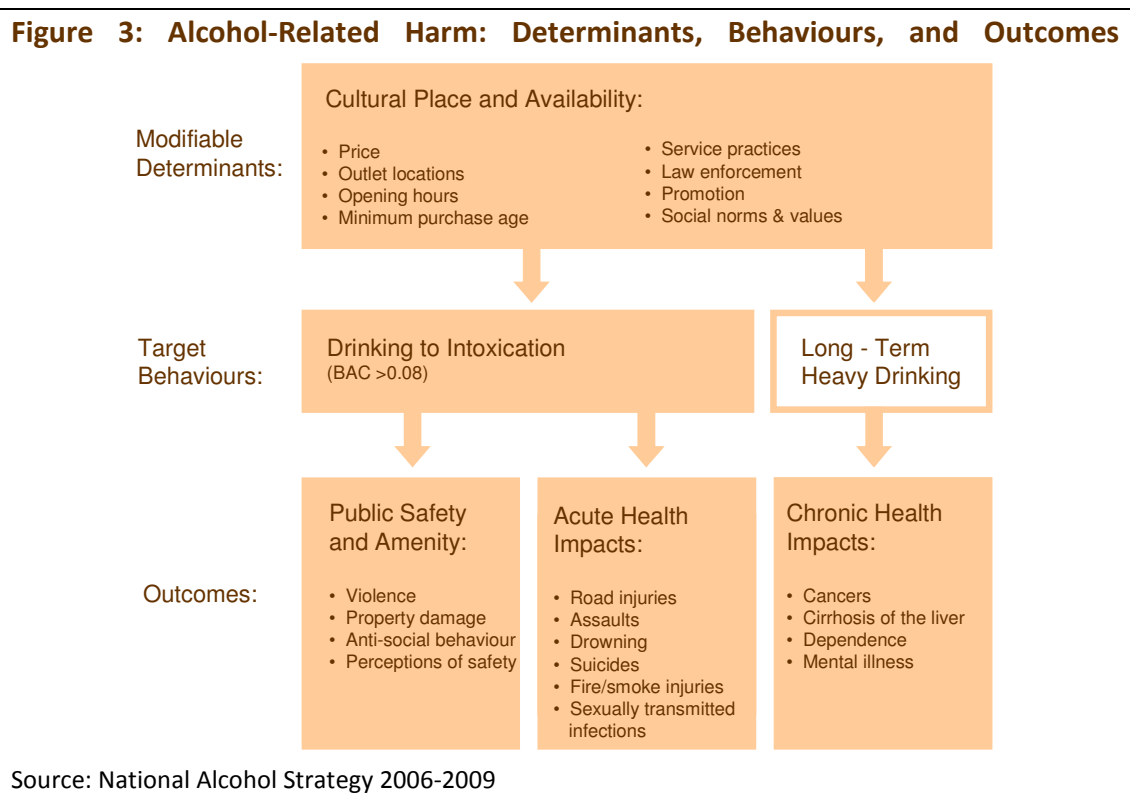 Figure 3: Alcohol-Related Harm: Determinants, Behaviours, and Outcomes
Modifiable
Determinants:
Cultural Place and Availability:
• Price
• Outlet locations
• Opening hours
• Minimum purchase age
• Service practices
• Law enforcement
• Promotion
• Social norms & values
Target
Behaviours:
Drinking to Intoxication
(BAC >0.08)
Long - Term
Heavy Drinking
Outcomes:
Public Safety
and Amenity:
• Violence
• Property damage
• Anti-social behaviour
• Perceptions of safety
Acute Health
Impacts:
• Road injuries
• Assaults
• Drowning
• Suicides
• Fire/smoke injuries
• Sexually transmitted
infections
Chronic Health
Impacts:
• Cancers
• Cirrhosis of the liver
• Dependence
• Mental illness
Source: National Alcohol Strategy 2006-2009